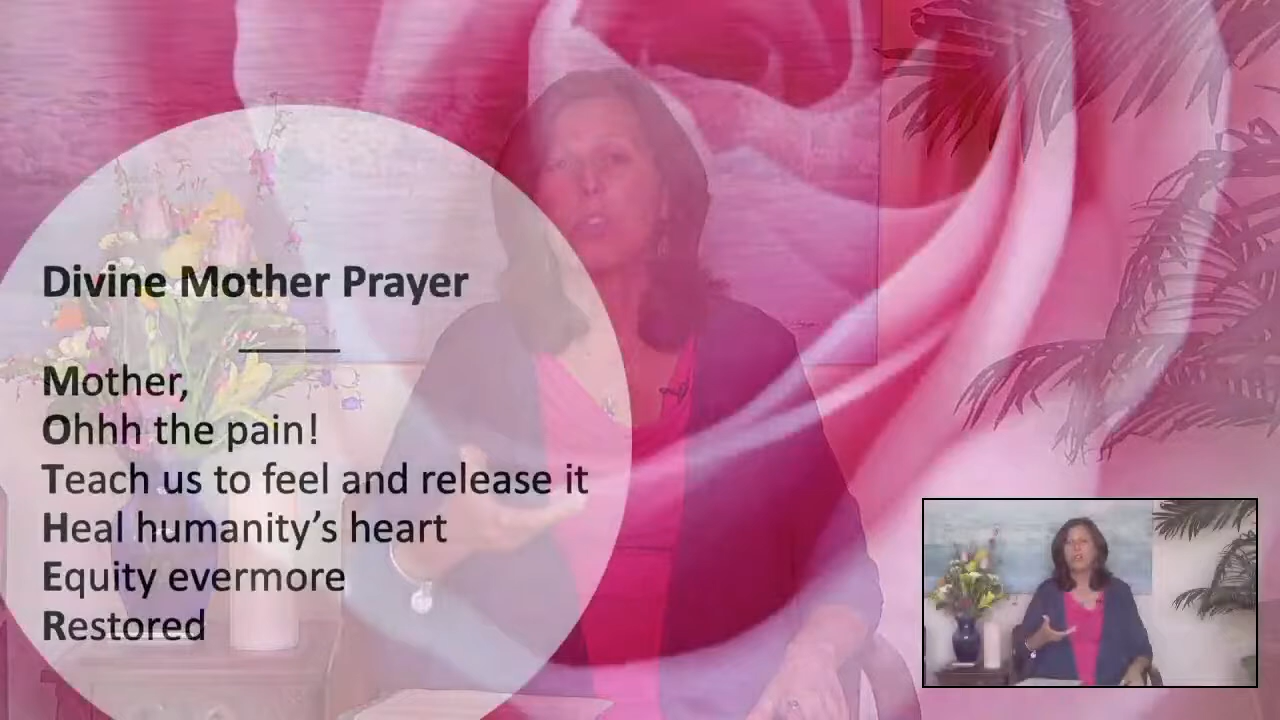 Divine Mother Prayer
Mother,
Ohhh the pain!
Teach us to feel and release it
Heal humanity's heart
Equity evermore
Restored